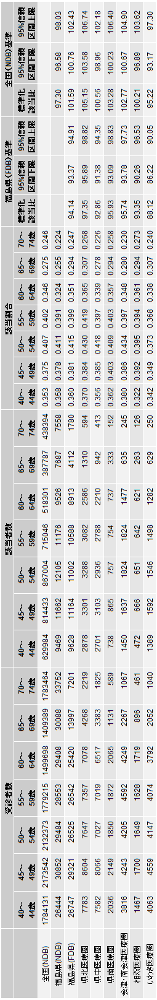 受診者数 該当者数 該当割合 福島県(FDB)基準 全国(NDB)基準
40～44歳 45～49歳 50～54歳 55～59歳 60～64歳 65～69歳 70～74歳 40～44歳 45～49歳 50～54歳 55～59歳 60～64歳 65～69歳 70～74歳 40～44歳 45～49歳 50～54歳 55～59歳 60～64歳 65～69歳 70～74歳 標準化該当比 95%信頼区間下限 95%信頼区間上限 標準化該当比 95%信頼区間下限 95%信頼区間上限
全国(NDB) 1784131 2173542 2132373 1779215 1499698 1409389 1783464 629984 814433 867004 715046 518301 387787 438394 0.353 0.375 0.407 0.402 0.346 0.275 0.246
福島県(NDB) 26444 30852 29484 28553 29408 30088 33752 9469 11662 12105 11176 9526 7687 7558 0.358 0.378 0.411 0.391 0.324 0.255 0.224 97.30 96.58 98.03
福島県(FDB) 26747 29321 26525 26542 25420 13997 7201 9628 11164 11002 10588 8913 4112 1780 0.360 0.381 0.415 0.399 0.351 0.294 0.247 94.14 93.37 94.91 101.59 100.76 102.43
県北医療圏 7783 8604 7647 7357 7078 4268 2219 2878 3301 3288 3082 2586 1310 594 0.370 0.384 0.430 0.419 0.365 0.307 0.268 97.35 95.89 98.82 105.15 103.58 106.74
県中医療圏 7582 8066 7027 7019 6517 3383 1825 2701 3103 2936 2788 2210 942 413 0.356 0.385 0.418 0.397 0.339 0.278 0.226 92.86 91.38 94.35 100.56 98.96 102.18
県南医療圏 2036 2149 1850 1872 2065 1131 589 738 865 757 754 737 333 152 0.362 0.403 0.409 0.403 0.357 0.294 0.258 95.93 93.09 98.83 103.28 100.23 106.40
会津・南会津医療圏 3816 4243 4205 4592 4249 2267 1067 1450 1637 1824 1824 1477 635 245 0.380 0.386 0.434 0.397 0.348 0.280 0.230 95.74 93.78 97.73 102.77 100.67 104.90
相双医療圏 1467 1700 1649 1628 1719 896 461 472 666 651 642 621 263 126 0.322 0.392 0.395 0.394 0.361 0.294 0.273 93.35 90.26 96.53 100.21 96.89 103.62
いわき医療圏 4063 4559 4147 4074 3792 2052 1040 1389 1592 1546 1498 1282 629 250 0.342 0.349 0.373 0.368 0.338 0.307 0.240 88.12 86.22 90.05 95.22 93.17 97.30